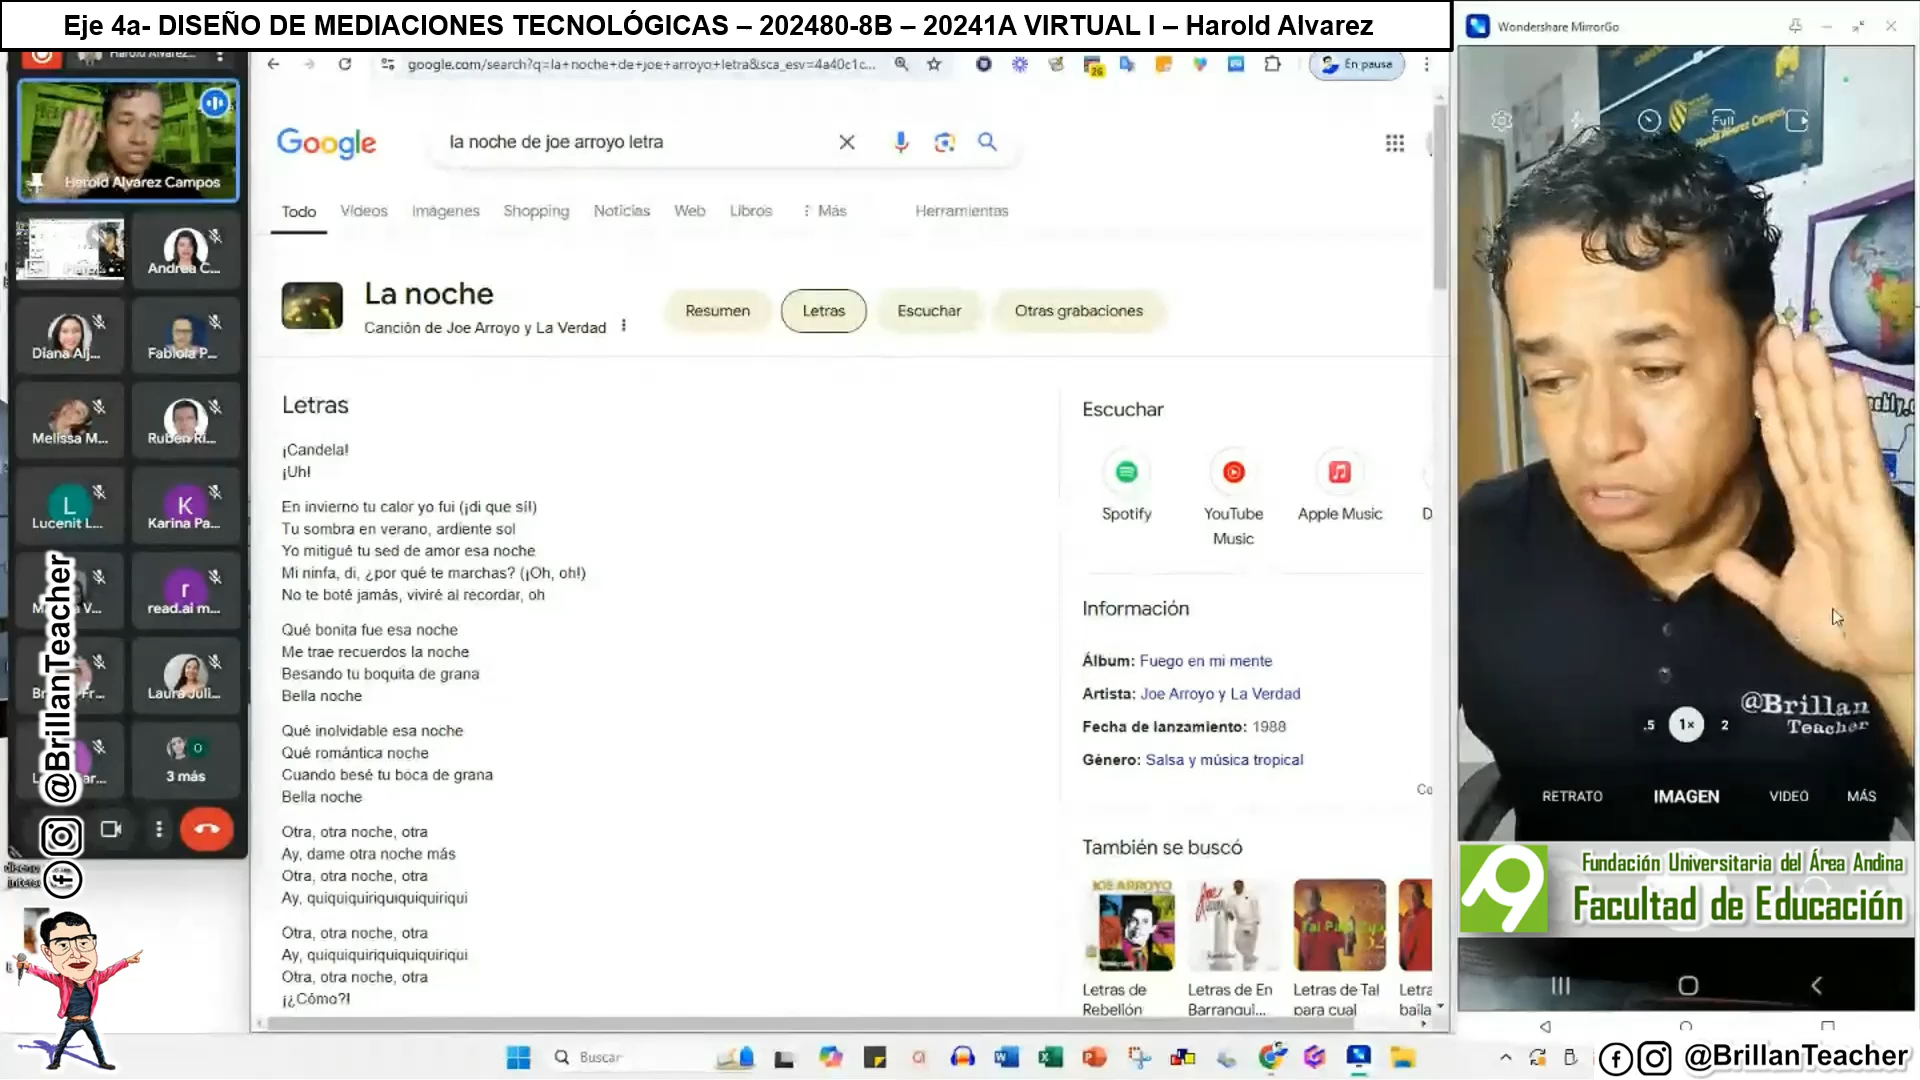 Eje 4a- DISEÑO DE MEDIACIONES TECNOLÓGICAS – 202480-8B – 20241A VIRTUAL I – Harold Alvarez
Wondershare MirrorGo
google.com/search?q=la+noche+de+joe+arroyo+letra&sca_esv=4a40c1c...
26
En pausa
Harold Alvarez Campos
Andrea C...
Diana Alj...
Fabiola P...
Melissa M...
Ruben Ri...
L
Lucenit L...
K
Karina Pa...
r
read.ai m...
Laura Juli...
3 más
@BrillanTeacher
Google
la noche de joe arroyo letra
Todo
Vídeos
Imágenes
Shopping
Noticias
Web
Libros
Más
Herramientas
La noche
Canción de Joe Arroyo y La Verdad
Resumen
Letras
Escuchar
Otras grabaciones
Letras
¡Candela!
¡Uh!
En invierno tu calor yo fui (¡di que sí!)
Tu sombra en verano, ardiente sol
Yo mitigué tu sed de amor esa noche
Mi ninfa, di, ¿por qué te marchas? (¡Oh, oh!)
No te boté jamás, viviré al recordar, oh
Qué bonita fue esa noche
Me trae recuerdos la noche
Besando tu boquita de grana
Bella noche
Qué inolvidable esa noche
Qué romántica noche
Cuando besé tu boca de grana
Bella noche
Otra, otra noche, otra
Ay, dame otra noche más
Otra, otra noche, otra
Ay, quiquiquiriquiquiquiriqui
Otra, otra noche, otra
Ay, quiquiquiriquiquiquiriqui
Otra, otra noche, otra
¡¿Cómo?!
Escuchar
Spotify
YouTube Music
Apple Music
D
Información
Álbum: Fuego en mi mente
Artista: Joe Arroyo y La Verdad
Fecha de lanzamiento: 1988
Género: Salsa y música tropical
Co
También se buscó
JOE ARROYO
Letras de Rebellón
Letras de En Barranqui...
Letras de Tal para cual
Letra baila
Full
@Brillan
Teacher
.5
1×
2
RETRATO
IMAGEN
VIDEO
MÁS
Fundación Universitaria del Área Andina
Facultad de Educación
Buscar
@BrillanTeacher